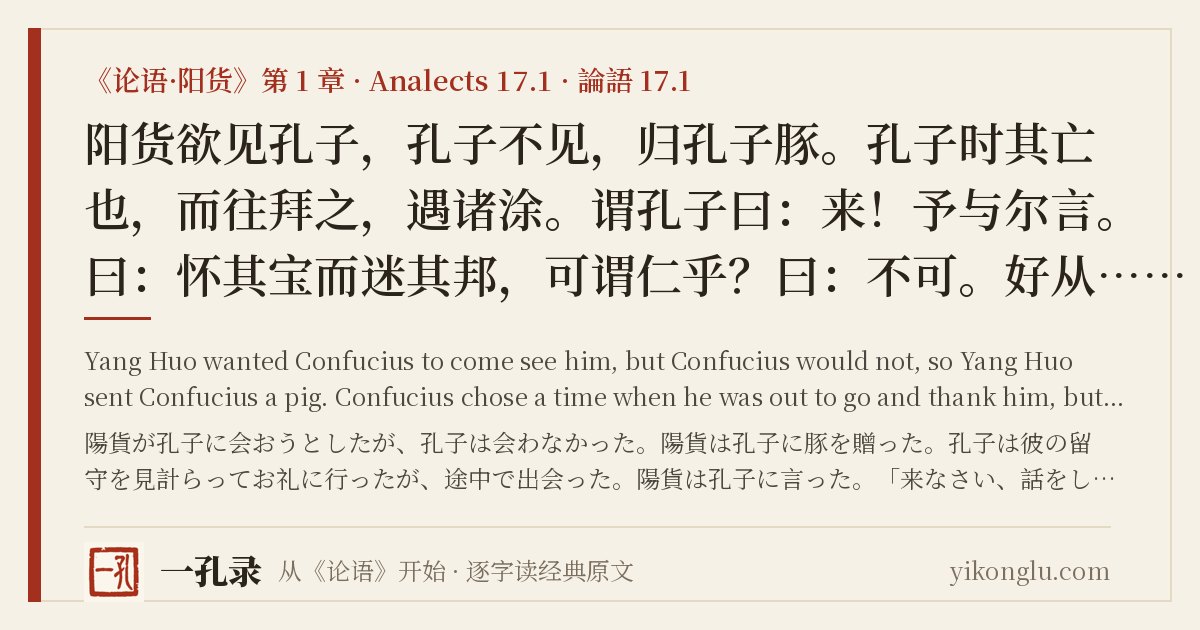 《论语·阳货》第 1 章 · Analects 17.1 · 論語 17.1
阳货欲见孔子，孔子不见，归孔子豚。孔子时其亡
也，而往拜之，遇诸涂。谓孔子曰：来！予与尔言。
曰：怀其宝而迷其邦，可谓仁乎？曰：不可。好从……
Yang Huo wanted Confucius to come see him, but Confucius would not, so Yang Huo
sent Confucius a pig. Confucius chose a time when he was out to go and thank him, but...
陽貨が孔子に会おうとしたが、孔子は会わなかった。陽貨は孔子に豚を贈った。孔子は彼の留
守を見計らってお礼に行ったが、途中で出会った。陽貨は孔子に言った。「来なさい、話をし…
一孔
一孔录 从《论语》开始 · 逐字读经典原文 yikonglu.com